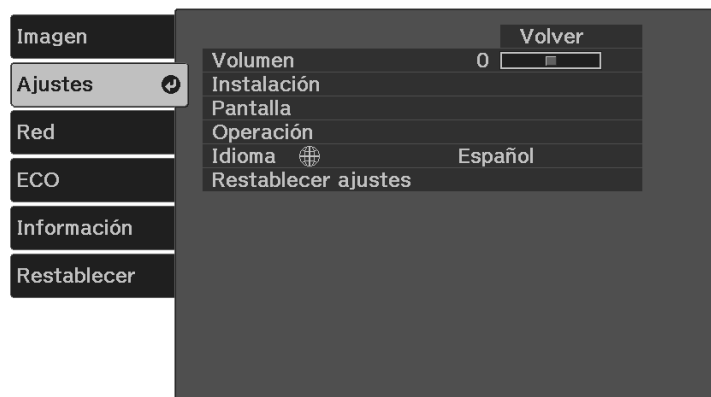 Imagen
Ajustes
Red
ECO
Información
Restablecer
Volver
Volumen 0
Instalación
Pantalla
Operación
Idioma Español
Restablecer ajustes